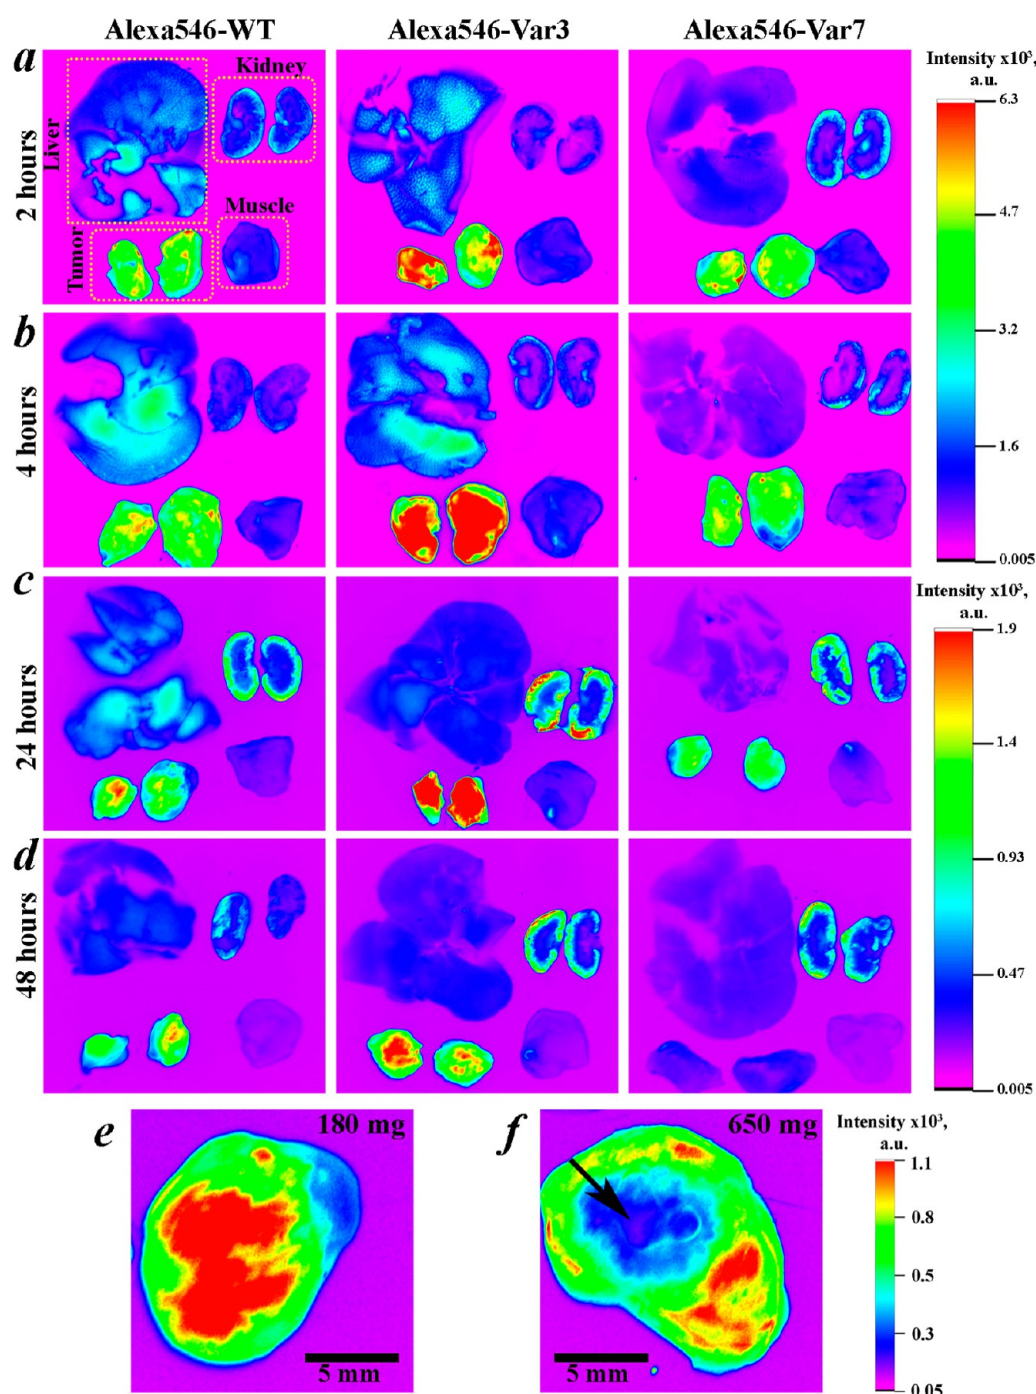 Alexa546-WT Alexa546-Var3 Alexa546-Var7
a
2 hours
Liver
Kidney
Muscle
Tumor
Intensity x10³,
a.u.
6.3
4.7
3.2
1.6
0.005
b
4 hours
c
24 hours
Intensity x10³,
a.u.
1.9
1.4
0.93
0.47
0.005
d
48 hours
e
180 mg
5 mm
f
650 mg
5 mm
Intensity x10³,
a.u.
1.1
0.8
0.5
0.3
0.05